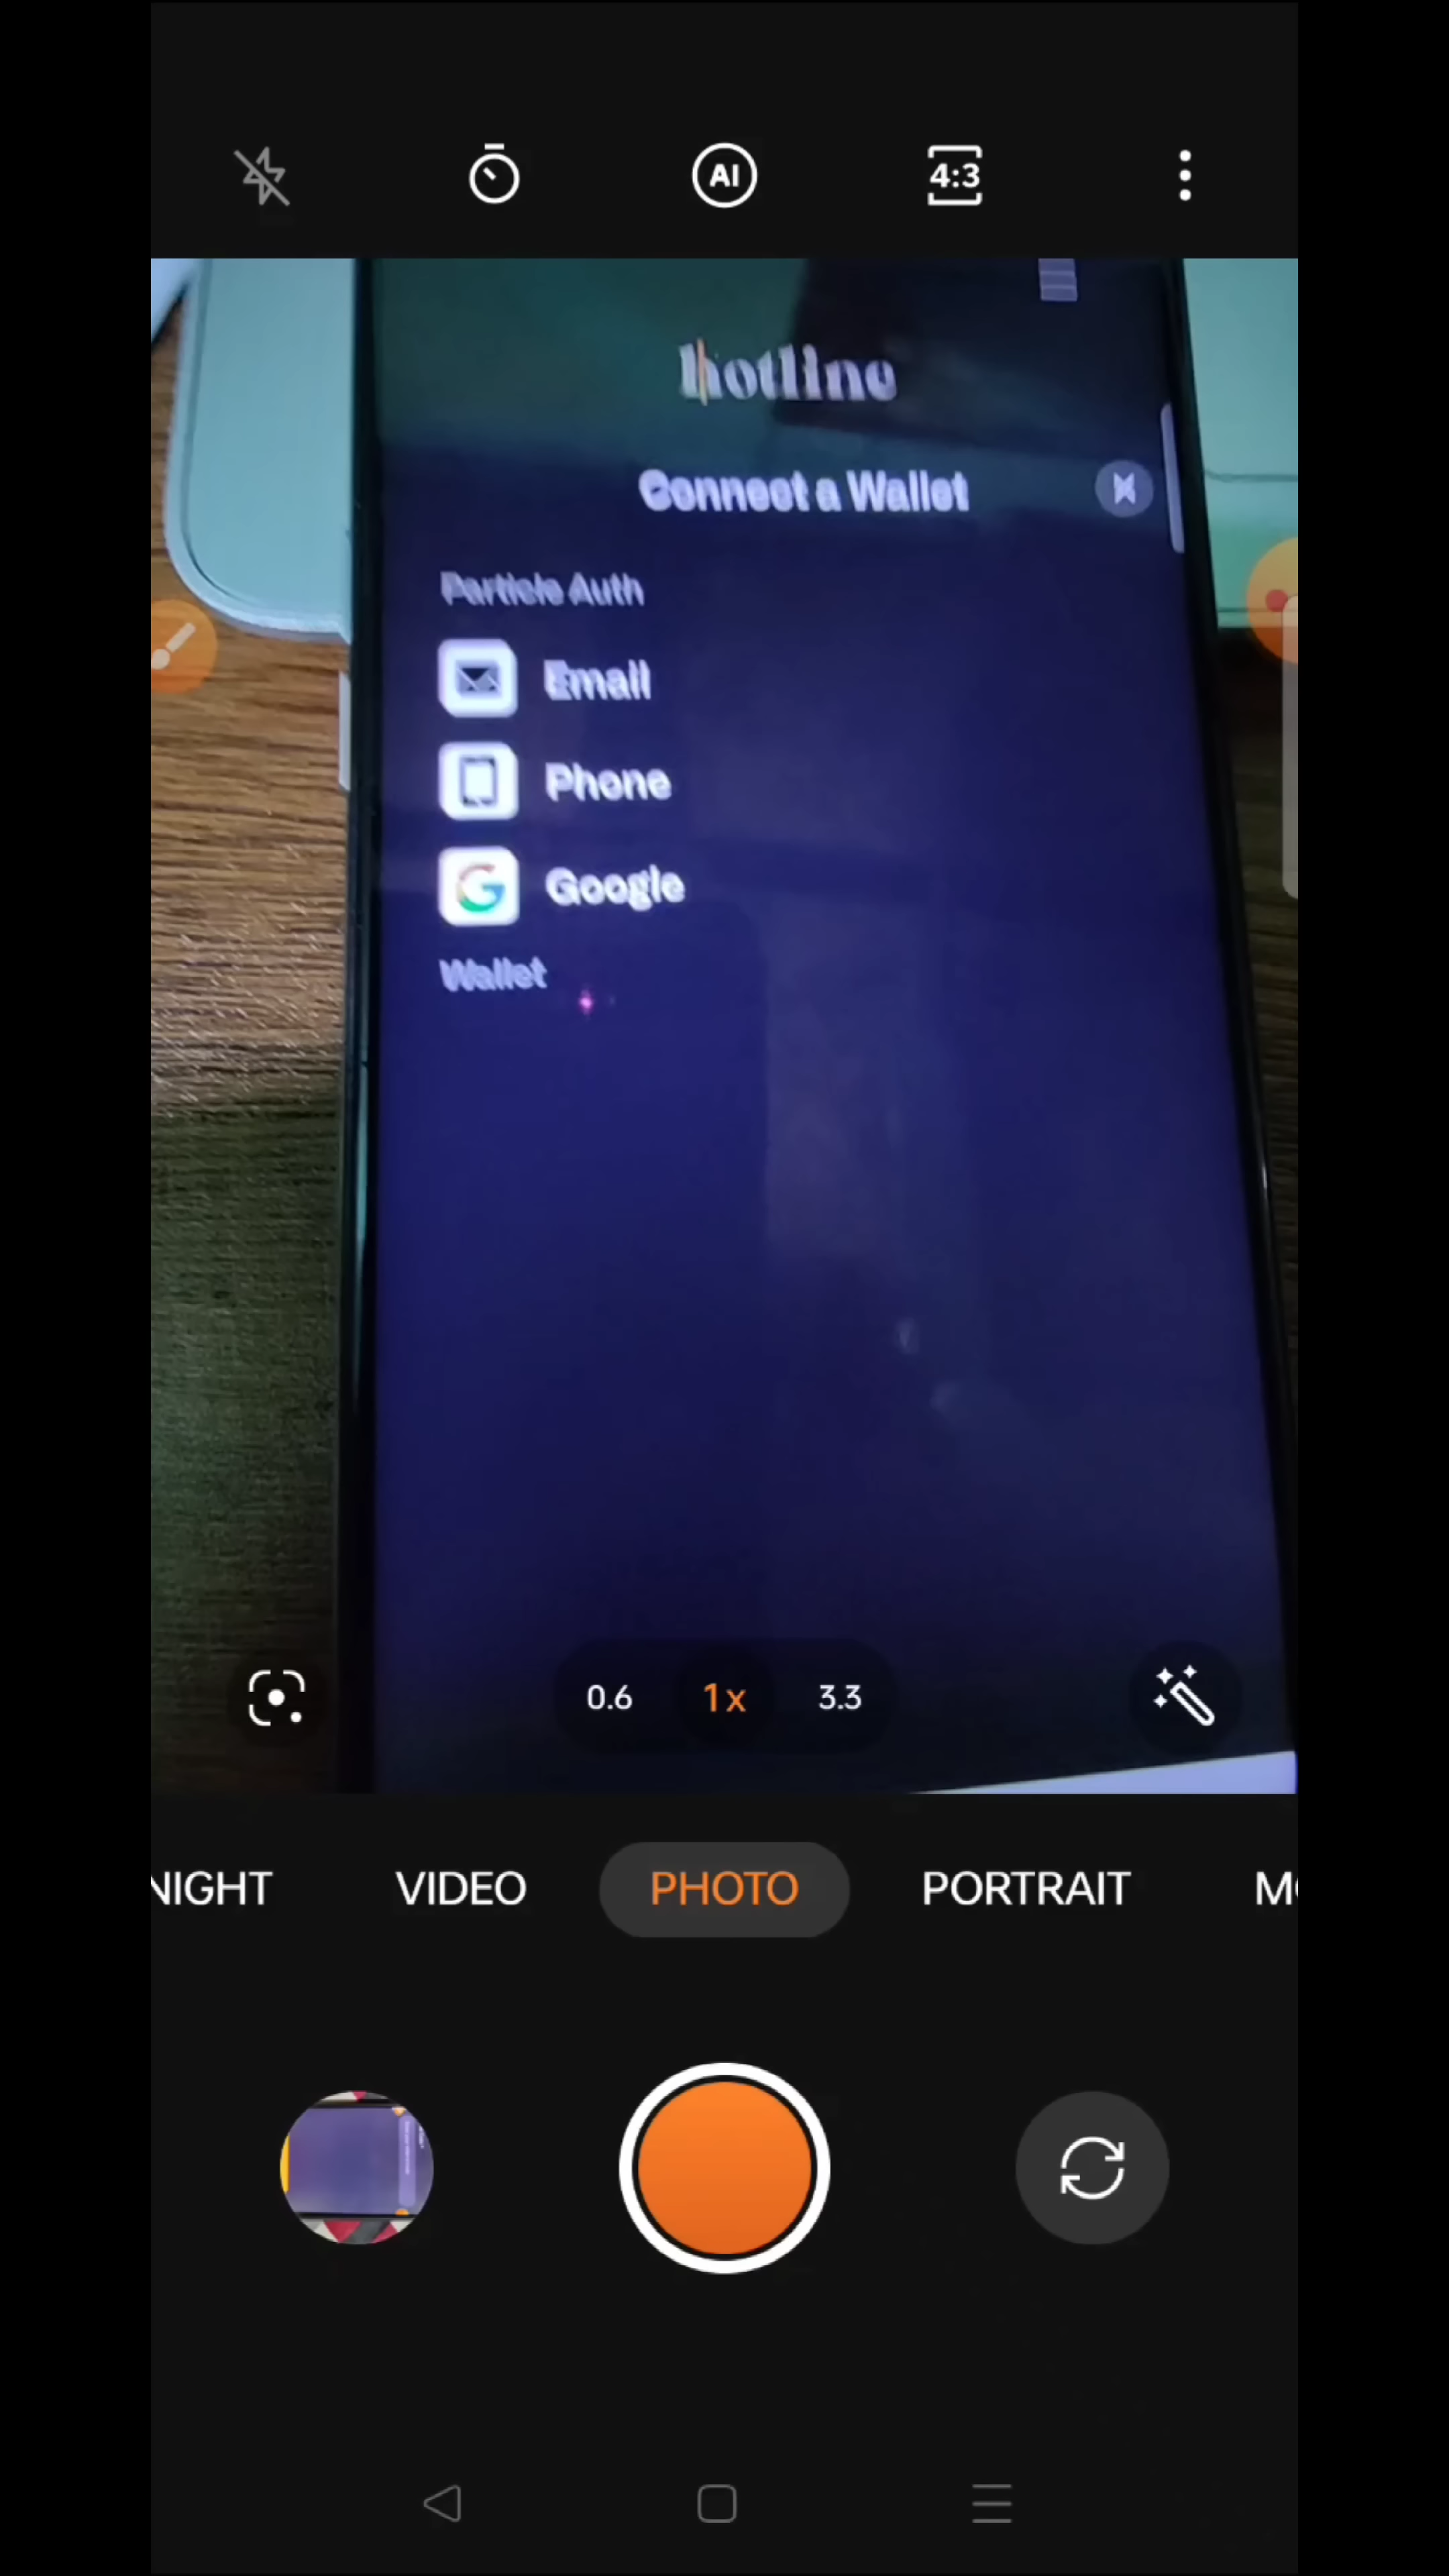 AI
4:3
hotline
Connect a Wallet
Particle Auth
Email
Phone
Google
Wallet
0.6
1x
3.3
NIGHT
VIDEO
PHOTO
PORTRAIT